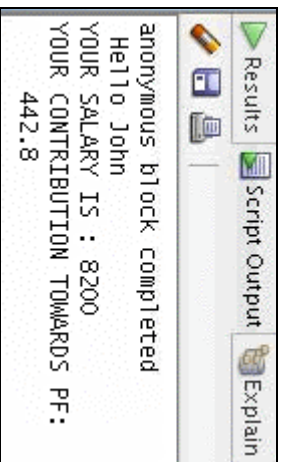 Results Script Output Explain
anonymous block completed
Hello John
YOUR SALARY IS : 8200
YOUR CONTRIBUTION TOWARDS PF:
442.8